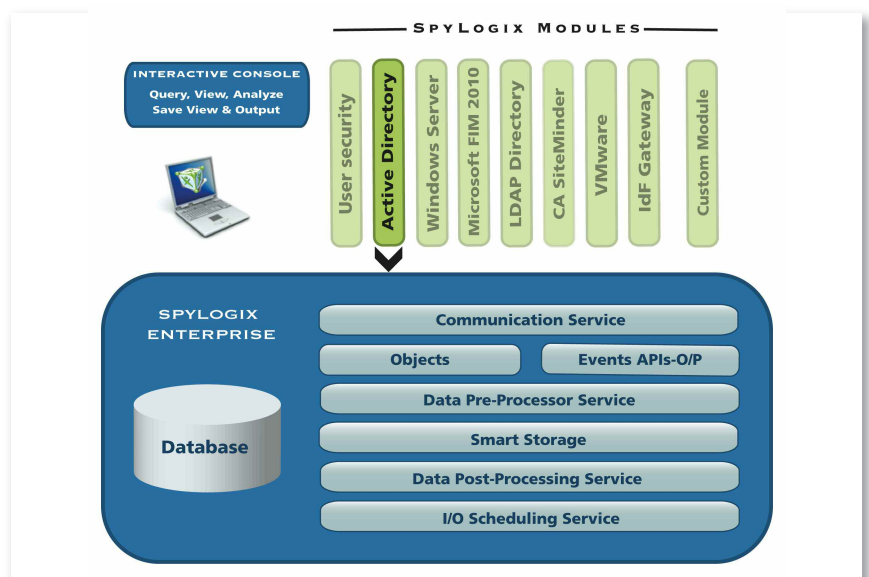 SPYLOGIX MODULES
INTERACTIVE CONSOLE
Query, View, Analyze
Save View & Output
User security
Active Directory
Windows Server
Microsoft FIM 2010
LDAP Directory
CA SiteMinder
VMware
IdF Gateway
Custom Module
SPYLOGIX
ENTERPRISE
Database
Communication Service
Objects
Events APIs-O/P
Data Pre-Processor Service
Smart Storage
Data Post-Processing Service
I/O Scheduling Service